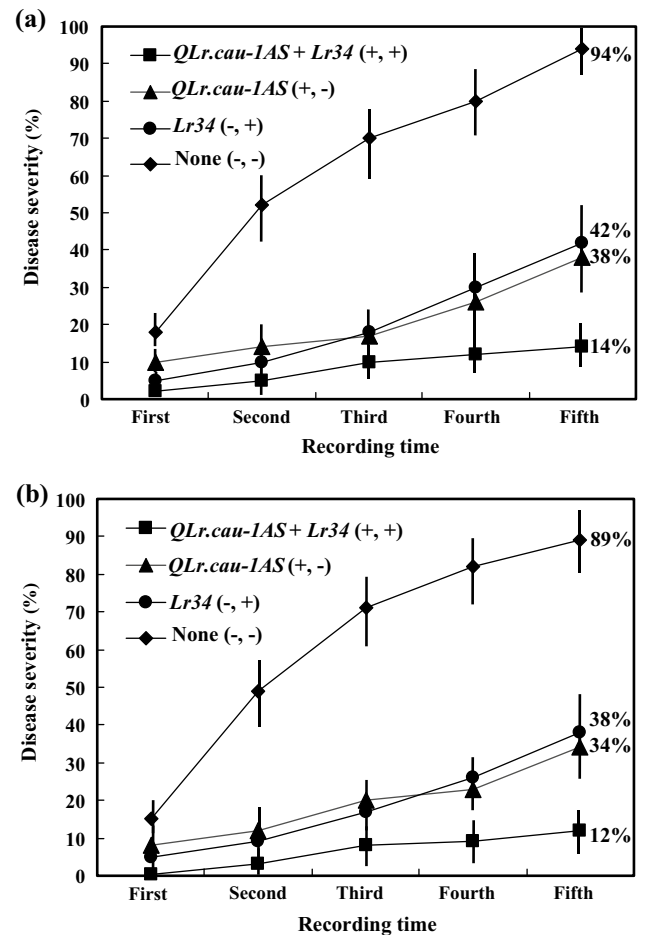 (a)
100
90
80
70
60
50
40
30
20
10
0
Disease severity (%)
QLr.cau-1AS + Lr34 (+, +)
QLr.cau-1AS (+, -)
Lr34 (-, +)
None (-, -)
94%
42%
38%
14%
First Second Third Fourth Fifth
Recording time
(b)
100
90
80
70
60
50
40
30
20
10
0
Disease severity (%)
QLr.cau-1AS + Lr34 (+, +)
QLr.cau-1AS (+, -)
Lr34 (-, +)
None (-, -)
89%
38%
34%
12%
First Second Third Fourth Fifth
Recording time